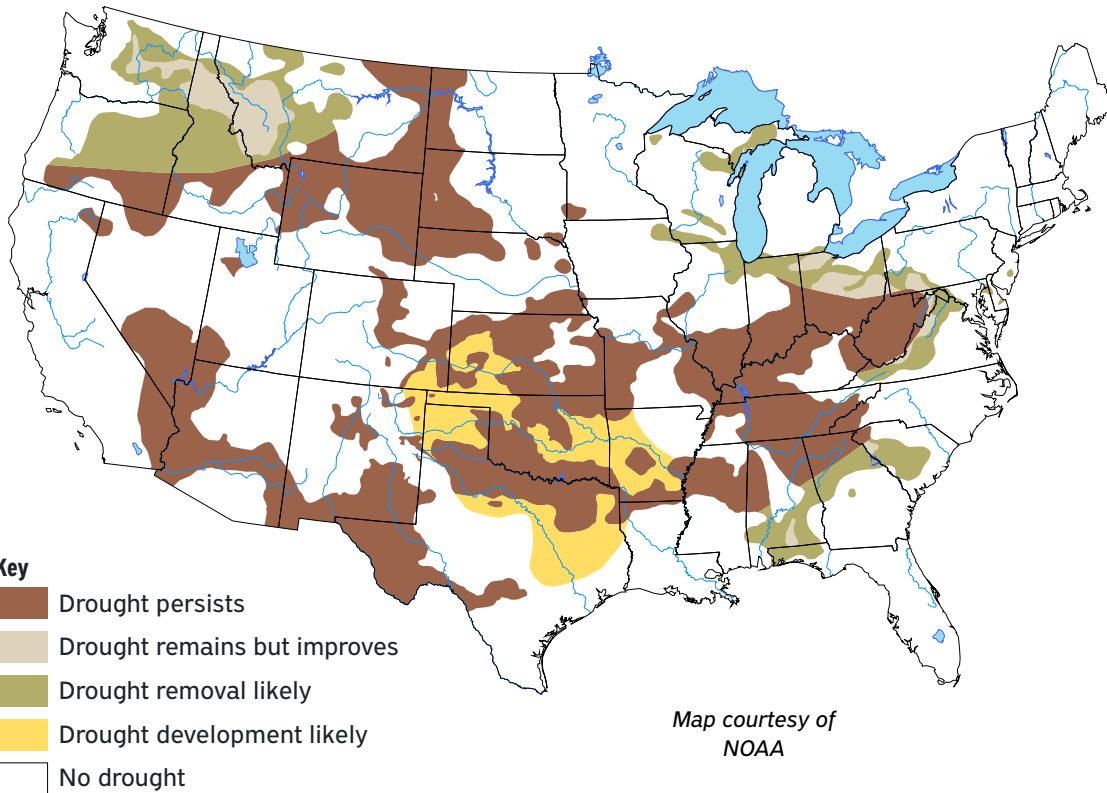 Key
Drought persists
Drought remains but improves
Drought removal likely
Drought development likely
No drought
Map courtesy of
NOAA